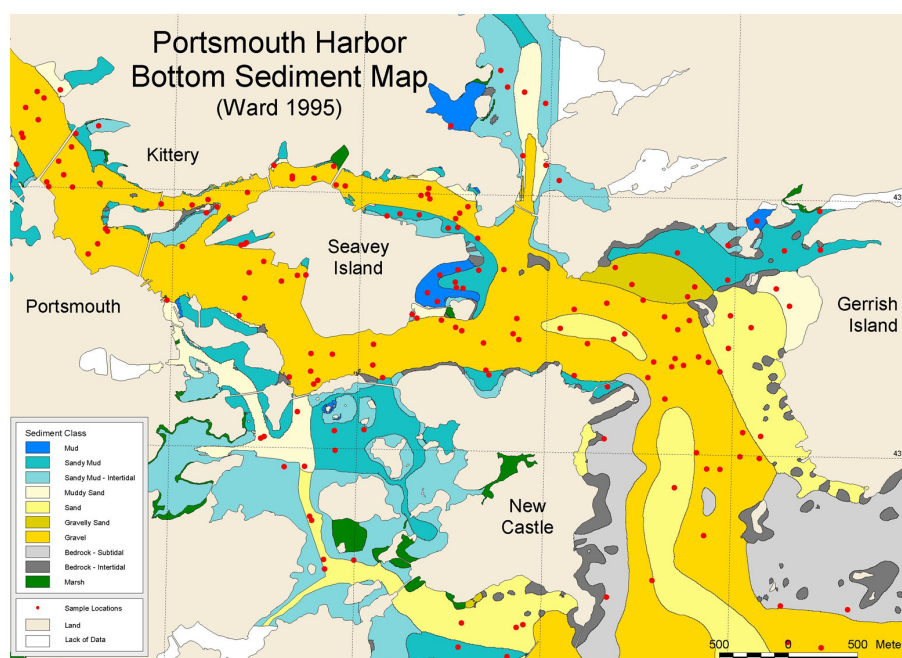 Portsmouth Harbor
Bottom Sediment Map
(Ward 1995)
Kittery
43
Seavey
Island
Portsmouth
Gerrish
Island
Sediment Class
Mud
Sandy Mud
Sandy Mud - Intertidal
Muddy Sand
Sand
Gravelly Sand
Gravel
Bedrock - Subtidal
Bedrock - Intertidal
Marsh
43
New
Castle
Sample Locations
Land
Lack of Data
500 0 500 Mete